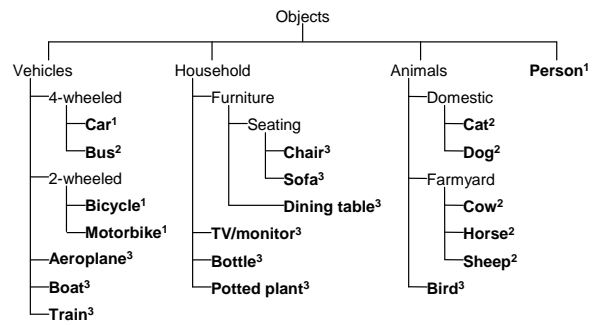 Objects
Vehicles Household Animals Person¹
4-wheeled Furniture Domestic
Car¹ Seating Cat²
Bus² Chair³ Dog²
2-wheeled Sofa³ Farmyard
Bicycle¹ Dining table³ Cow²
Motorbike¹ TV/monitor³ Horse²
Aeroplane³ Bottle³ Sheep²
Boat³ Potted plant³ Bird³
Train³